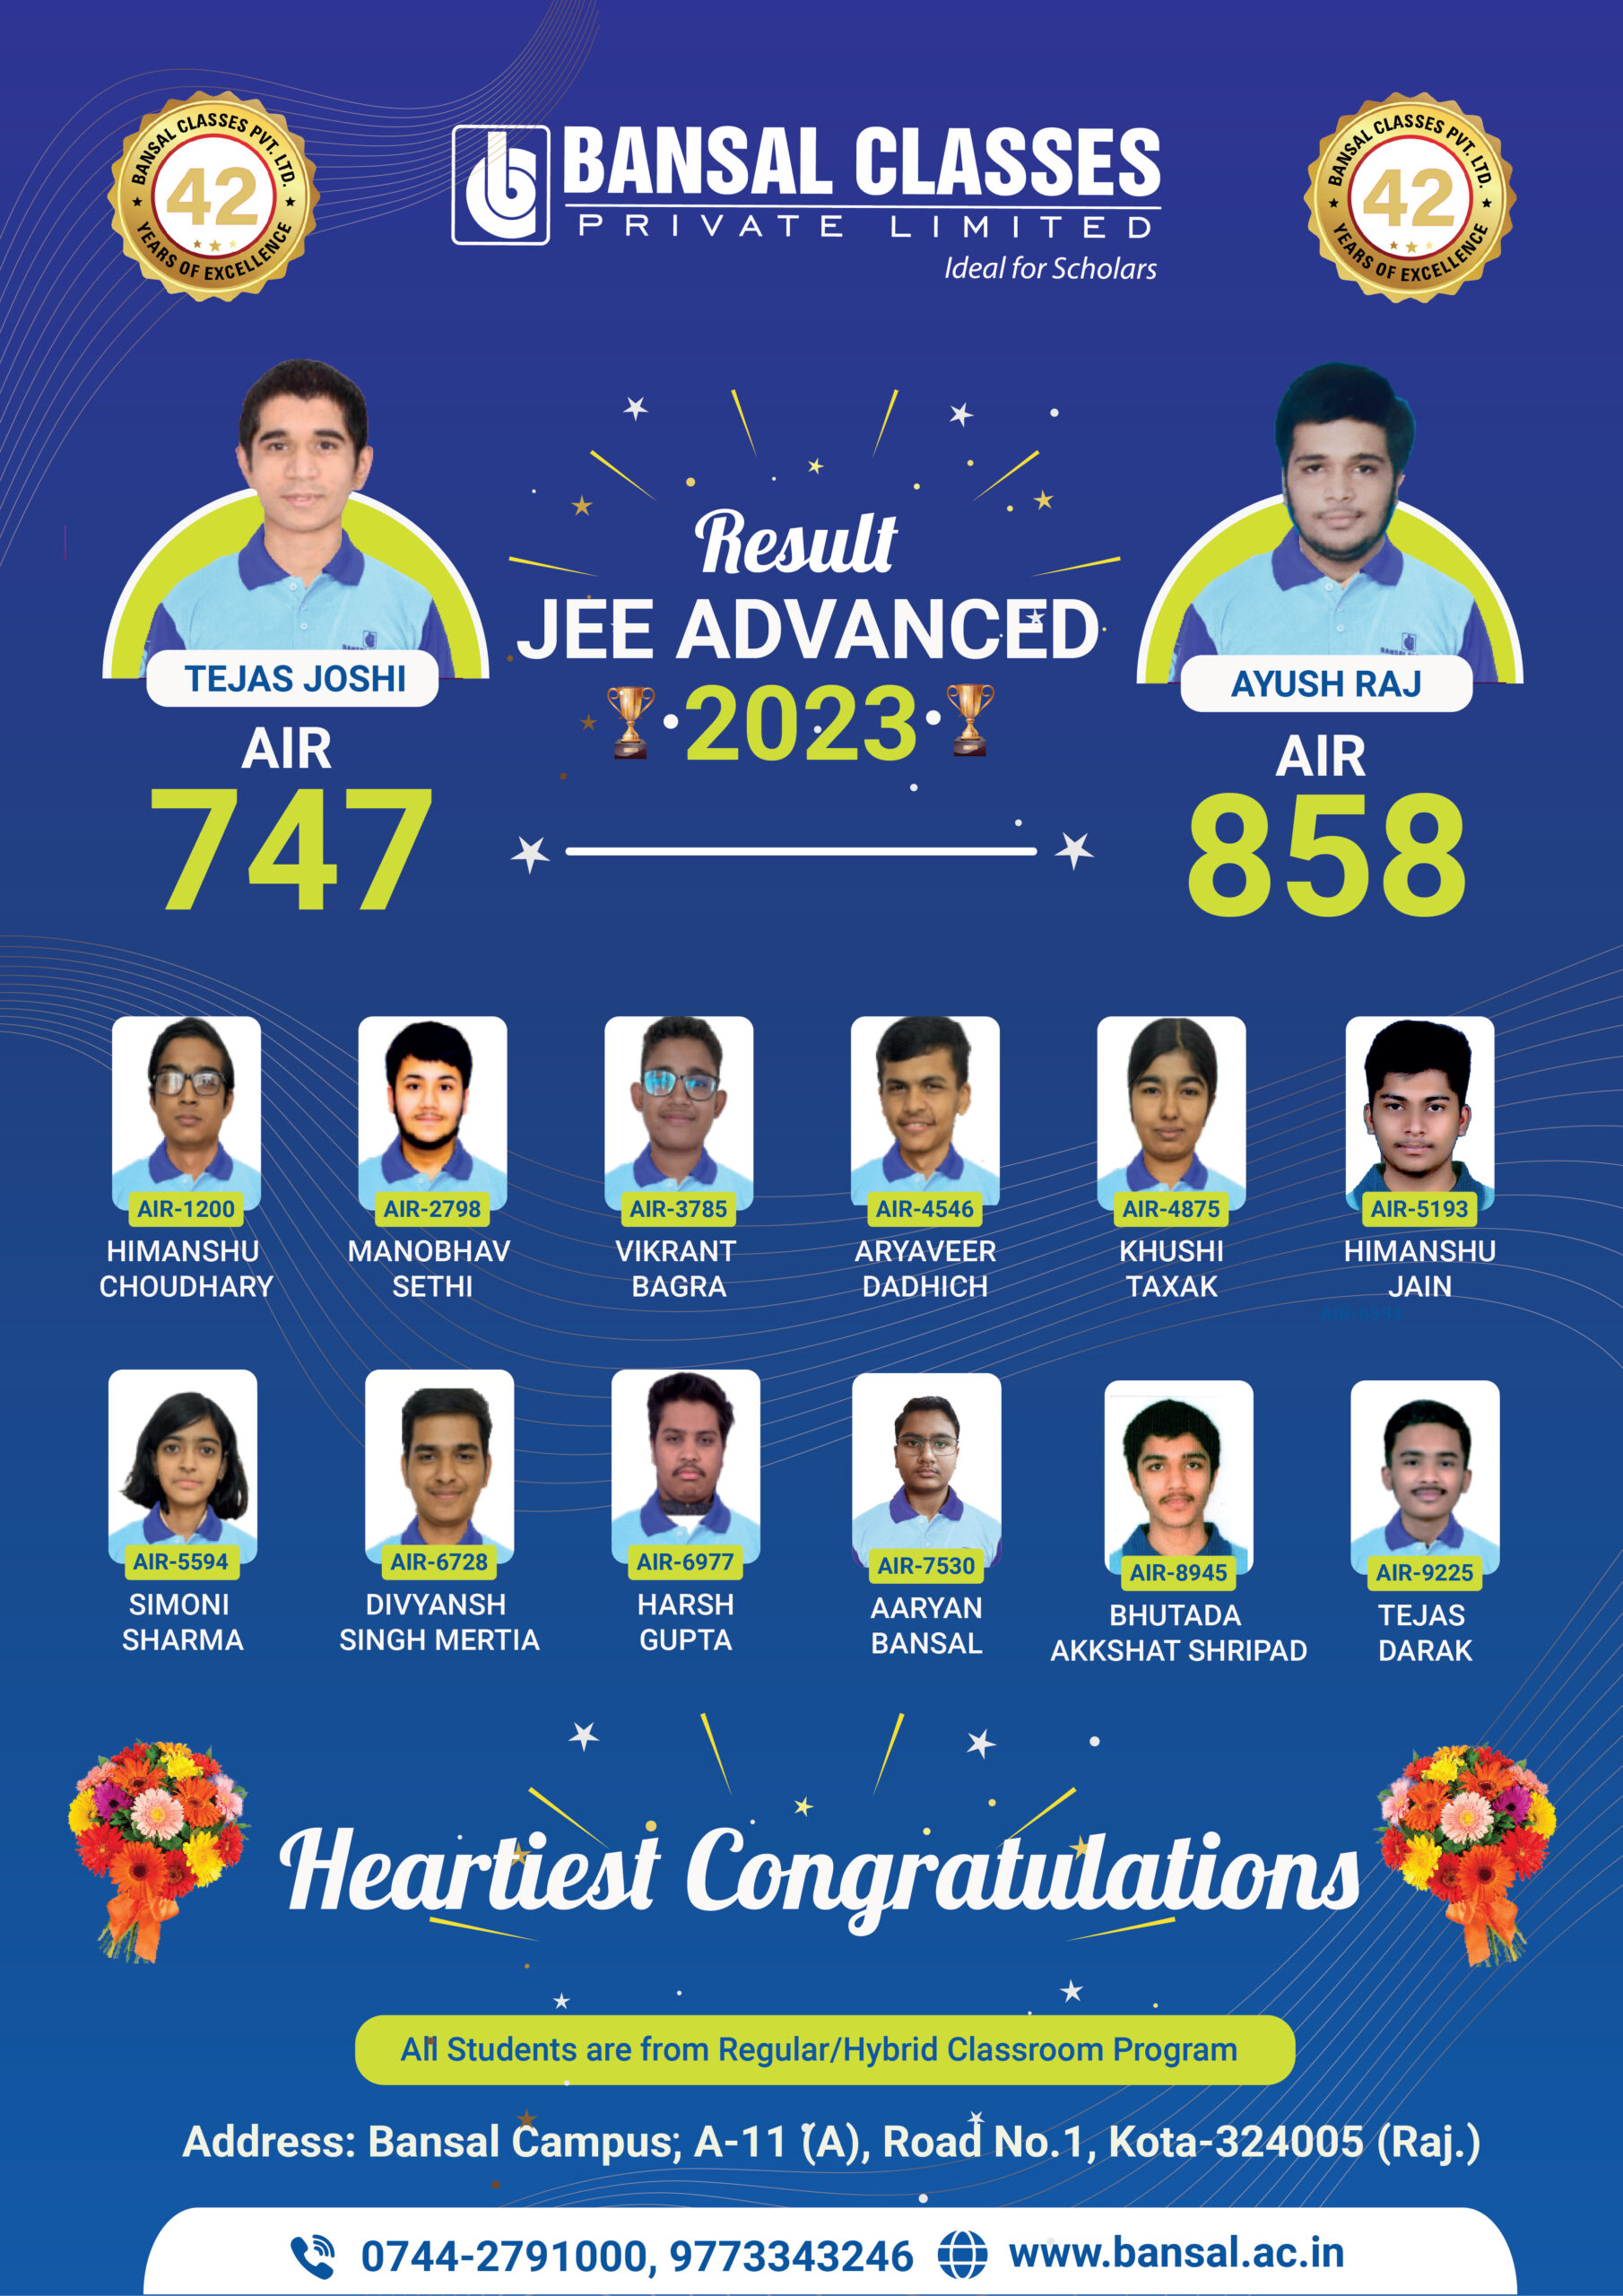 BANSAL CLASSES PVT. LTD.
42
YEARS OF EXCELLENCE
BANSAL CLASSES
PRIVATE LIMITED
Ideal for Scholars
BANSAL CLASSES PVT. LTD.
42
YEARS OF EXCELLENCE
Result
JEE ADVANCED
2023
TEJAS JOSHI
AIR
747
AYUSH RAJ
AIR
858
AIR-1200
HIMANSHU
CHOUDHARY
AIR-2798
MANOBHAV
SETHI
AIR-3785
VIKRANT
BAGRA
AIR-4546
ARYAVEER
DADHICH
AIR-4875
KHUSHI
TAXAK
AIR-5193
HIMANSHU
JAIN
AIR-5594
AIR-5594
SIMONI
SHARMA
AIR-6728
DIVYANSH
SINGH MERTIA
AIR-6977
HARSH
GUPTA
AIR-7530
AARYAN
BANSAL
AIR-8945
BHUTADA
AKKSHAT SHRIPAD
AIR-9225
TEJAS
DARAK
Heartiest Congratulations
All Students are from Regular/Hybrid Classroom Program
Address: Bansal Campus; A-11 (A), Road No.1, Kota-324005 (Raj.)
0744-2791000, 9773343246 www.bansal.ac.in